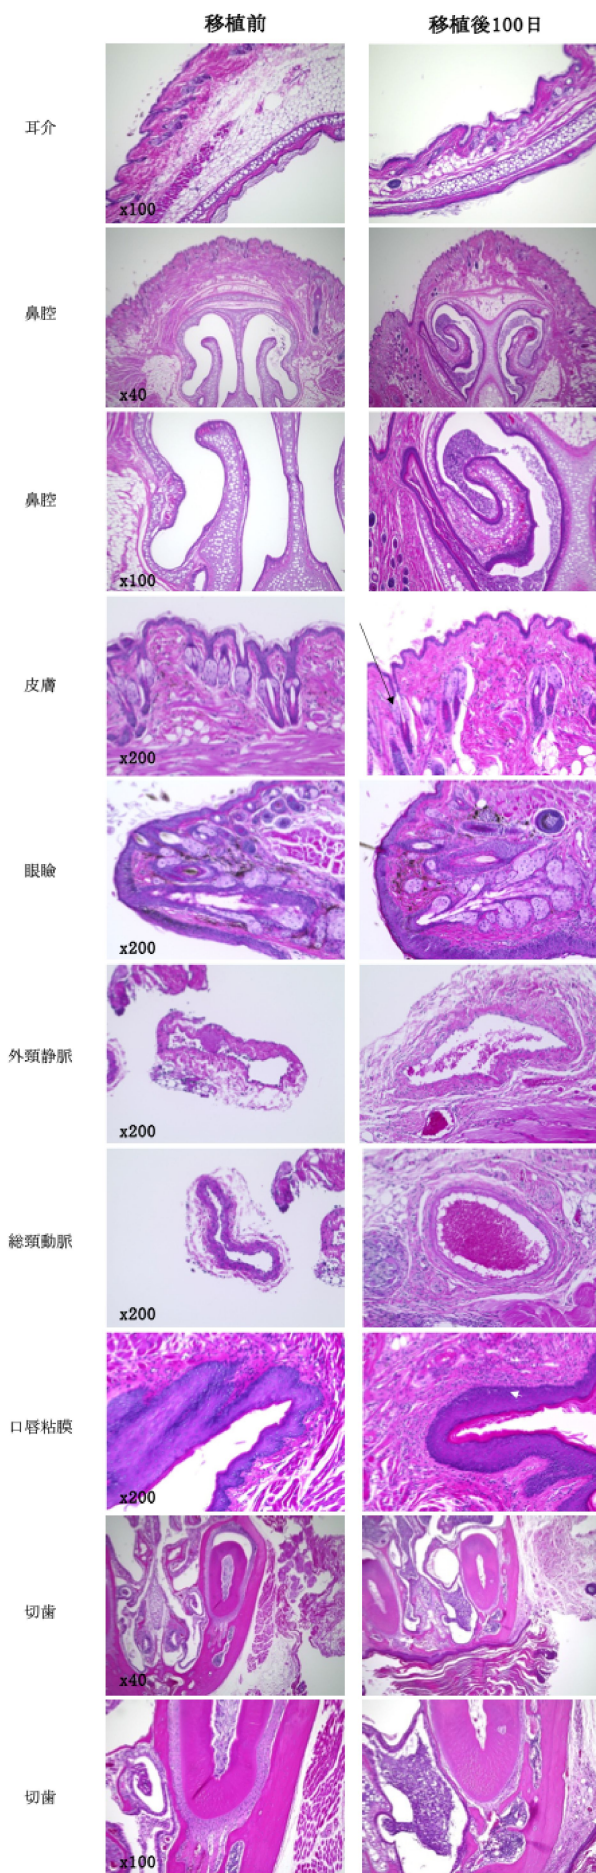 移植前 移植後100日
耳介
x100
鼻腔
x40
鼻腔
x100
皮膚
x200
眼瞼
x200
外頸静脈
x200
総頸動脈
x200
口唇粘膜
x200
切歯
x40
切歯
x100